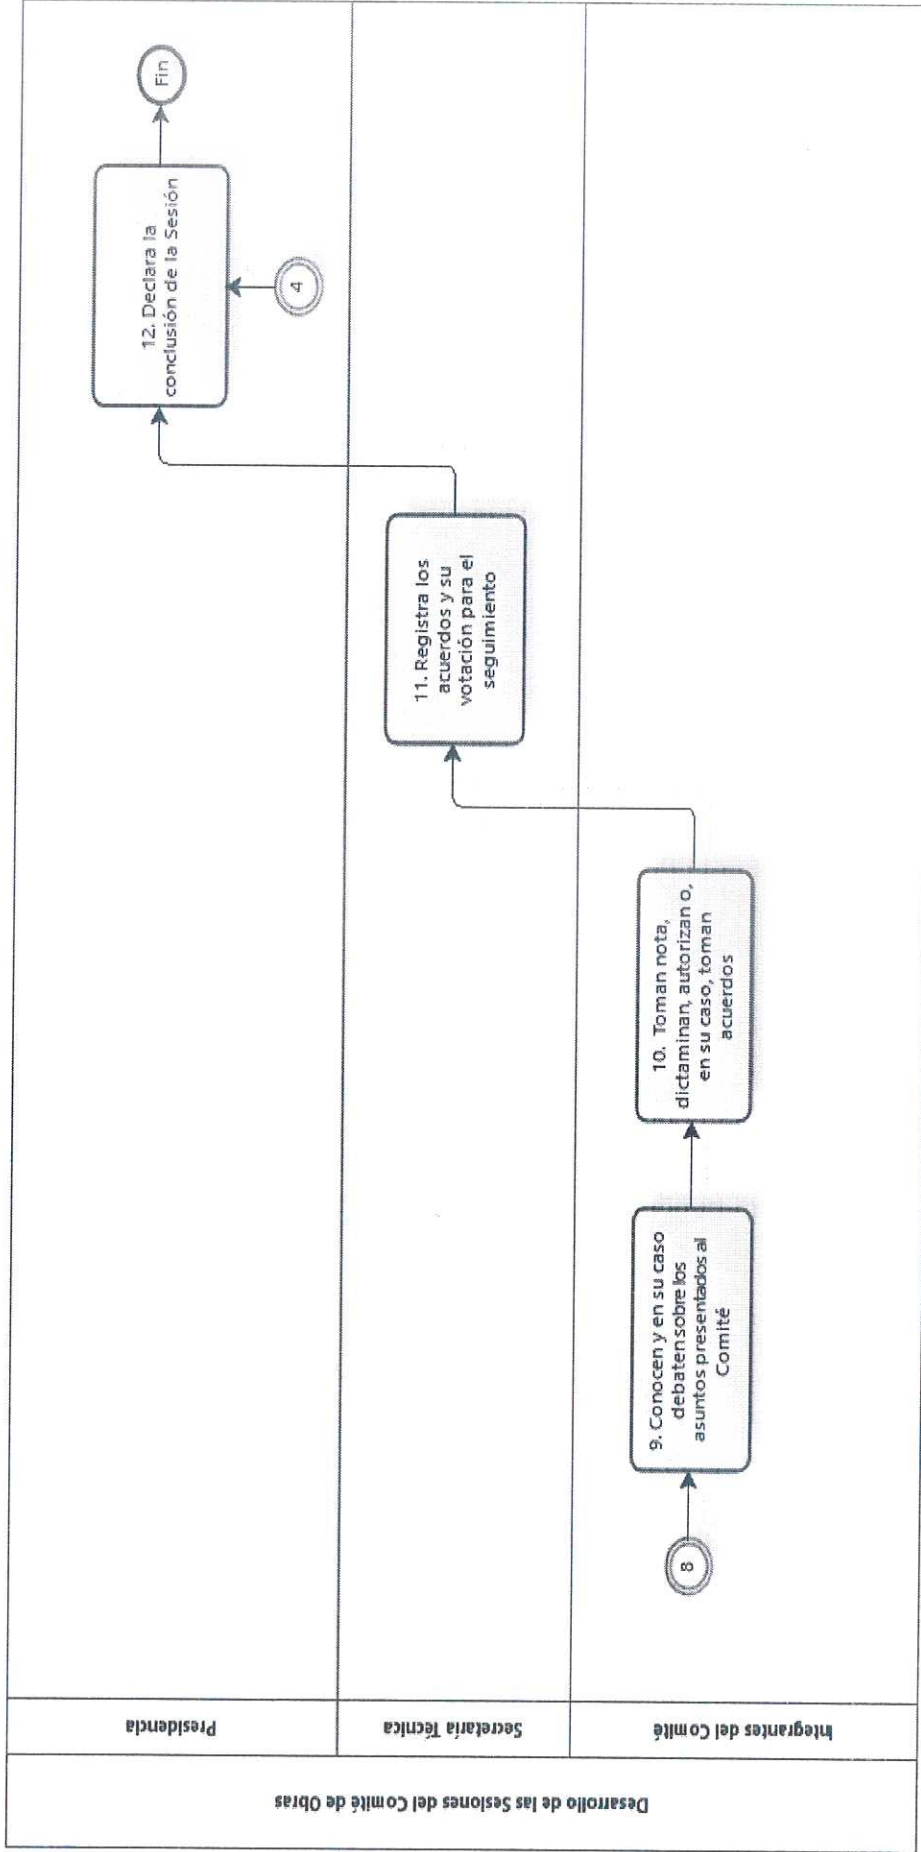 Desarrollo de las Sesiones del Comité de Obras
Presidencia
12. Declara la
conclusión de la Sesión
Fin
4
Secretaría Técnica
11. Registra los
acuerdos y su
votación para el
seguimiento
Integrantes del Comité
8
9. Conocen y en su caso
debaten sobre los
asuntos presentados al
Comité
10. Toman nota,
dictaminan, autorizan o,
en su caso, toman
acuerdos